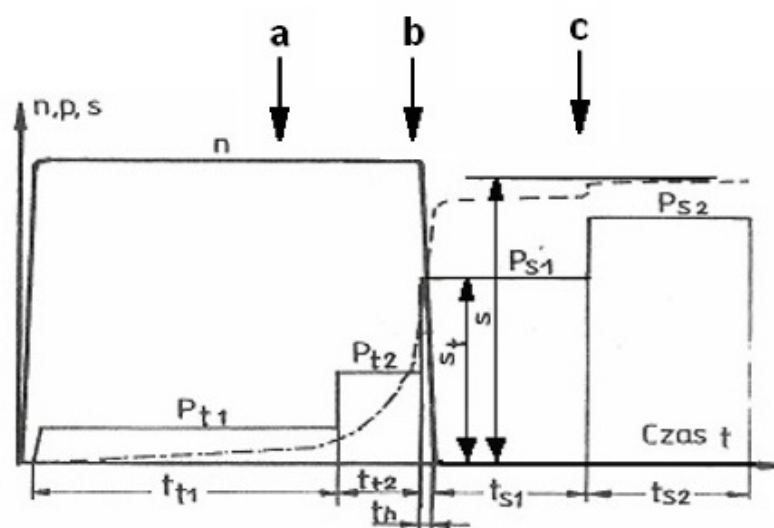 a
b
c
n,p,s
n
Ps2
Ps1
s
st
Pt2
Pt1
Czas t
tt1
tt2
ts1
ts2
th